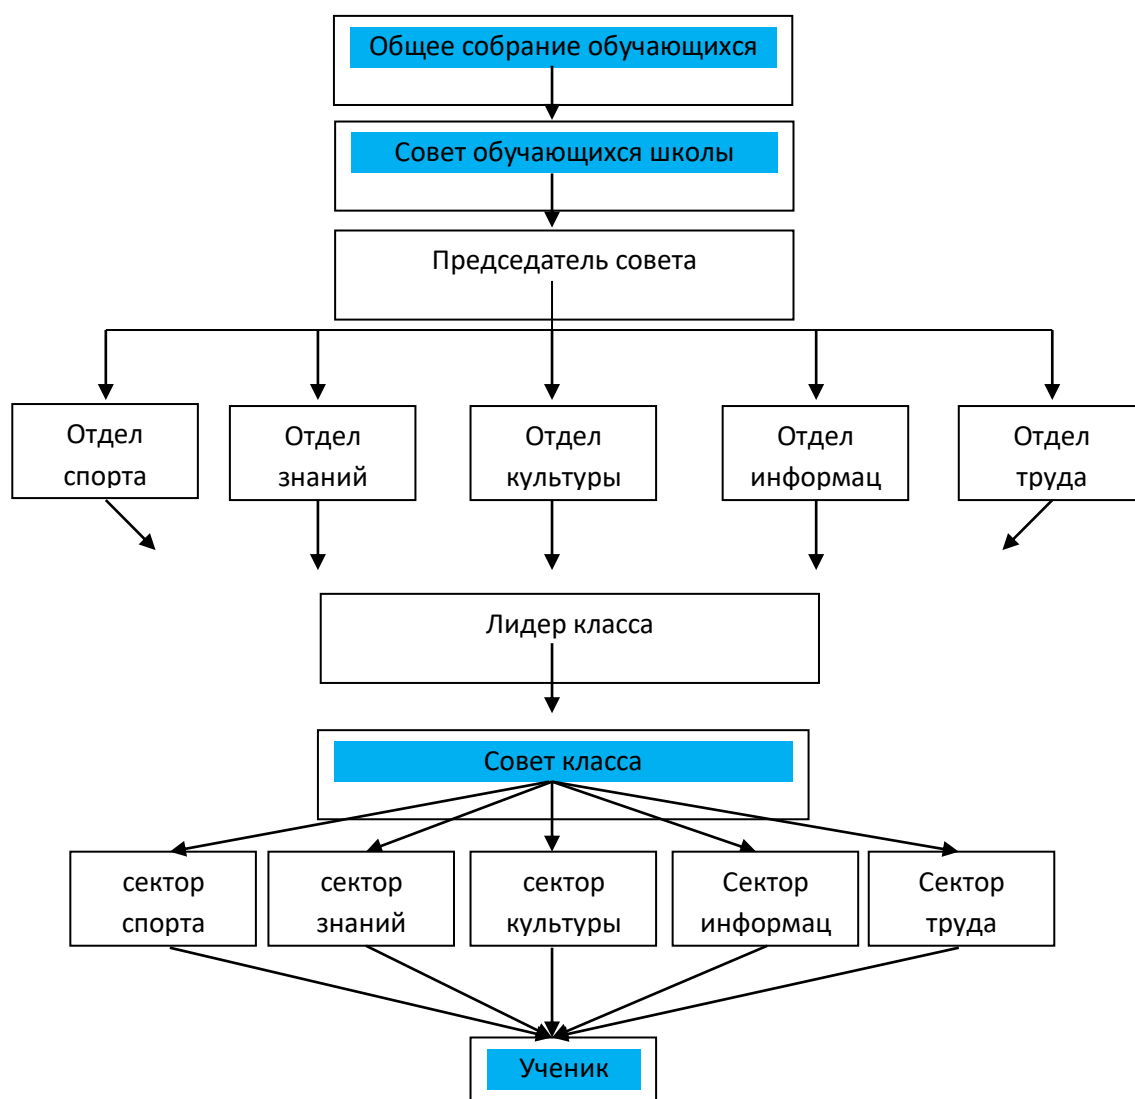 Общее собрание обучающихся
Совет обучающихся школы
Председатель совета
Отдел
спорта
Отдел
знаний
Отдел
культуры
Отдел
информац
Отдел
труда
Лидер класса
Совет класса
сектор
спорта
сектор
знаний
сектор
культуры
Сектор
информац
Сектор
труда
Ученик